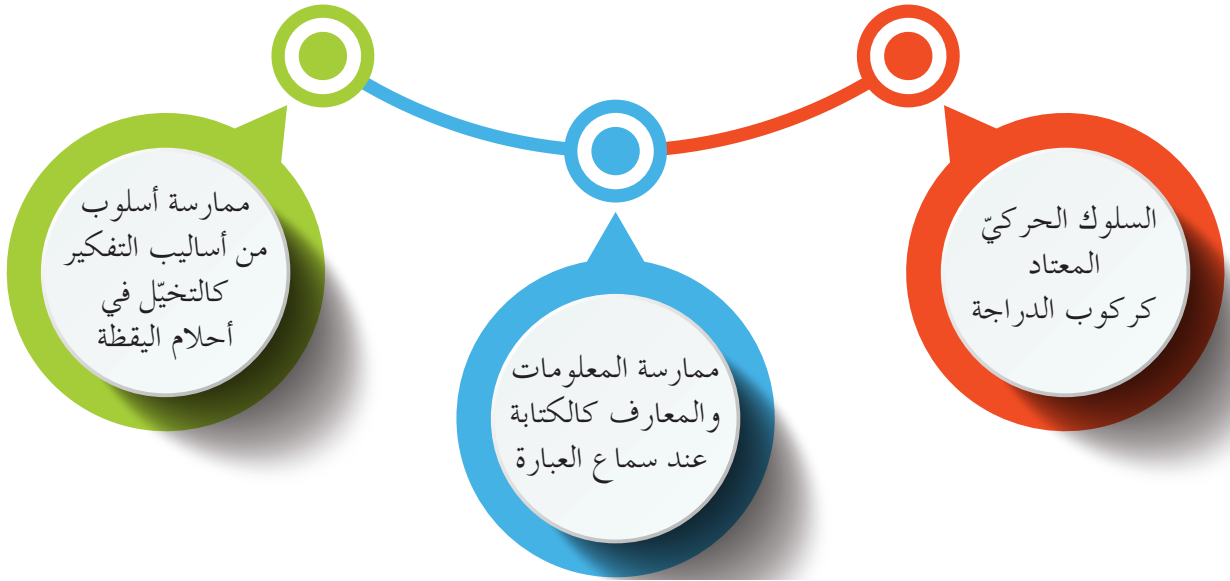 السلوك الحركيّ
المعتاد
كركوب الدراجة
ممارسة المعلومات
والمعارف كالكتابة
عند سماع العبارة
ممارسة أسلوب
من أساليب التفكير
كالتخيّل في
أحلام اليقظة